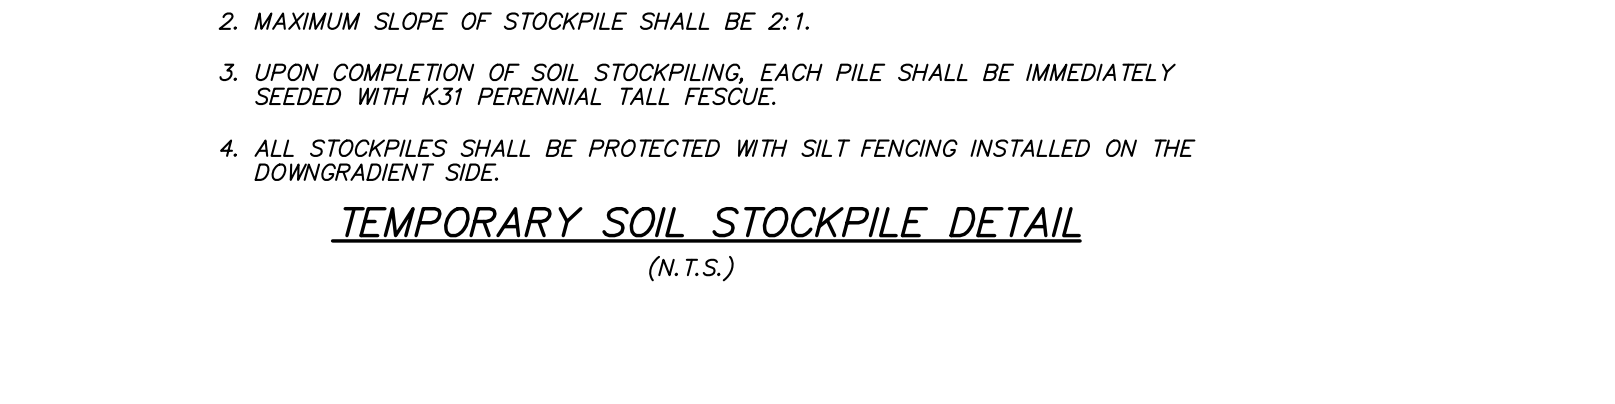 2. MAXIMUM SLOPE OF STOCKPILE SHALL BE 2:1.
3. UPON COMPLETION OF SOIL STOCKPILING, EACH PILE SHALL BE IMMEDIATELY
SEEDED WITH K31 PERENNIAL TALL FESCUE.
4. ALL STOCKPILES SHALL BE PROTECTED WITH SILT FENCING INSTALLED ON THE
DOWNGRADIENT SIDE.
TEMPORARY SOIL STOCKPILE DETAIL
(N.T.S.)